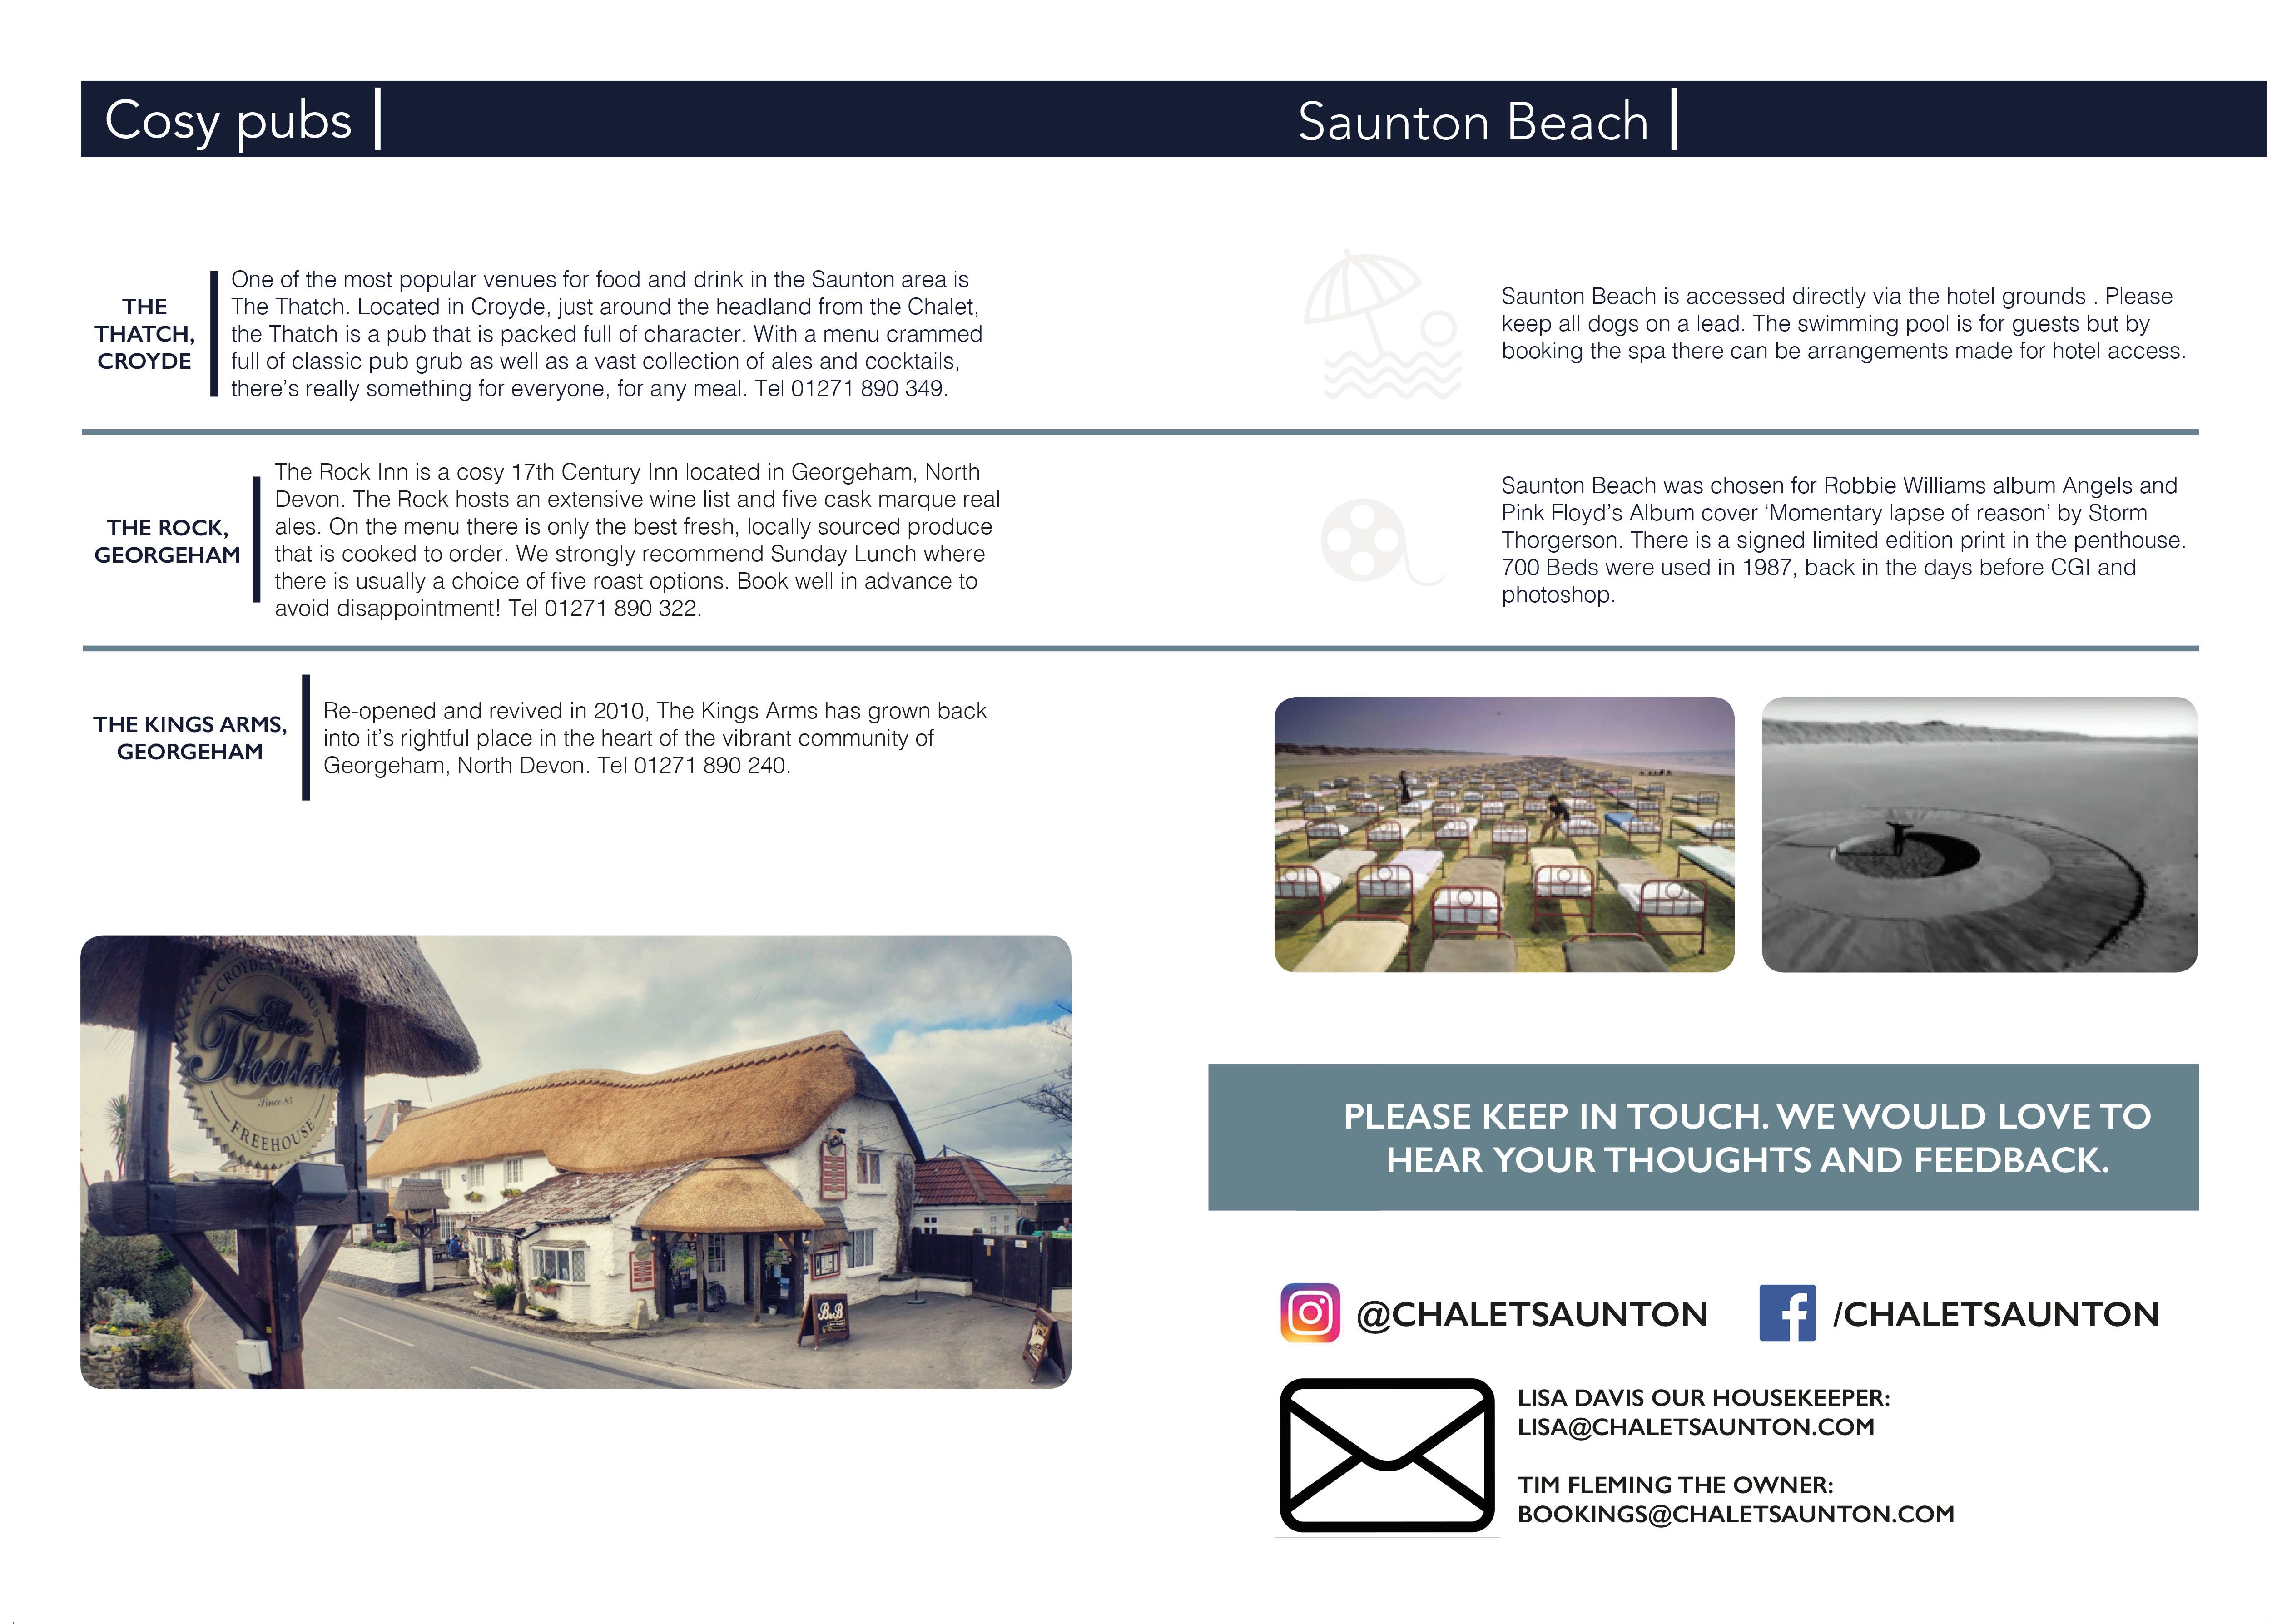 Cosy pubs
THE
THATCH,
CROYDE
One of the most popular venues for food and drink in the Saunton area is
The Thatch. Located in Croyde, just around the headland from the Chalet,
the Thatch is a pub that is packed full of character. With a menu crammed
full of classic pub grub as well as a vast collection of ales and cocktails,
there's really something for everyone, for any meal. Tel 01271 890 349.
THE ROCK,
GEORGEHAM
The Rock Inn is a cosy 17th Century Inn located in Georgeham, North
Devon. The Rock hosts an extensive wine list and five cask marque real
ales. On the menu there is only the best fresh, locally sourced produce
that is cooked to order. We strongly recommend Sunday Lunch where
there is usually a choice of five roast options. Book well in advance to
avoid disappointment! Tel 01271 890 322.
THE KINGS ARMS,
GEORGEHAM
Re-opened and revived in 2010, The Kings Arms has grown back
into it's rightful place in the heart of the vibrant community of
Georgeham, North Devon. Tel 01271 890 240.
CROYDE'S FAMOUS
The
Thatch
Since 85
FREEHOUSE
B&B
Saunton Beach
Saunton Beach is accessed directly via the hotel grounds . Please
keep all dogs on a lead. The swimming pool is for guests but by
booking the spa there can be arrangements made for hotel access.
Saunton Beach was chosen for Robbie Williams album Angels and
Pink Floyd's Album cover ‘Momentary lapse of reason’ by Storm
Thorgerson. There is a signed limited edition print in the penthouse.
700 Beds were used in 1987, back in the days before CGI and
photoshop.
PLEASE KEEP IN TOUCH. WE WOULD LOVE TO
HEAR YOUR THOUGHTS AND FEEDBACK.
@CHALETSAUNTON
/CHALETSAUNTON
LISA DAVIS OUR HOUSEKEEPER:
LISA@CHALETSAUNTON.COM
TIM FLEMING THE OWNER:
BOOKINGS@CHALETSAUNTON.COM